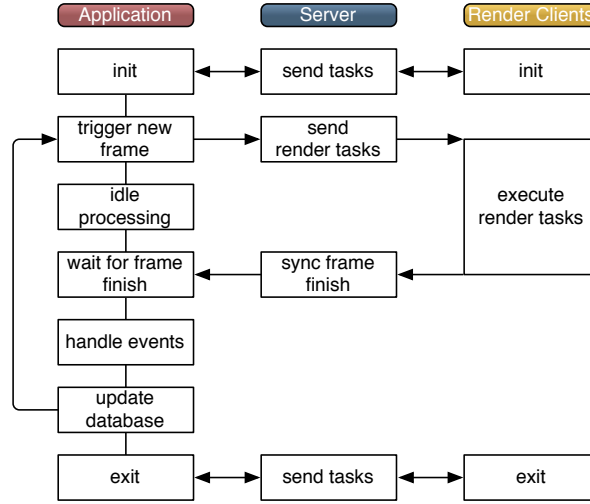 Application Server Render Clients
init send tasks init
trigger new
frame
send
render tasks
execute
render tasks
idle
processing
wait for frame
finish
sync frame
finish
handle events
update
database
exit send tasks exit